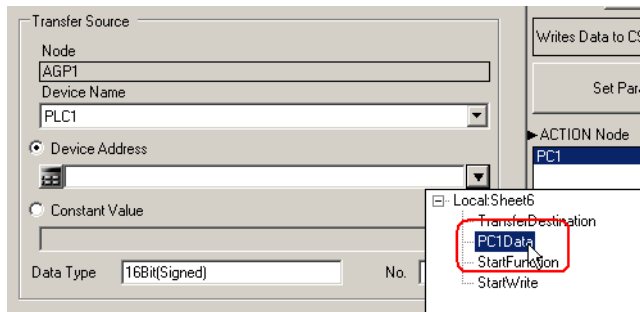 Transfer Source
Node
AGP1
Device Name
PLC1
Device Address
Constant Value
Data Type 16Bit(Signed) No.
Writes Data to CS
Set Par
ACTION Node
PC1
Local:Sheet6
TransferDestination
PC1Data
StartFunction
StartWrite